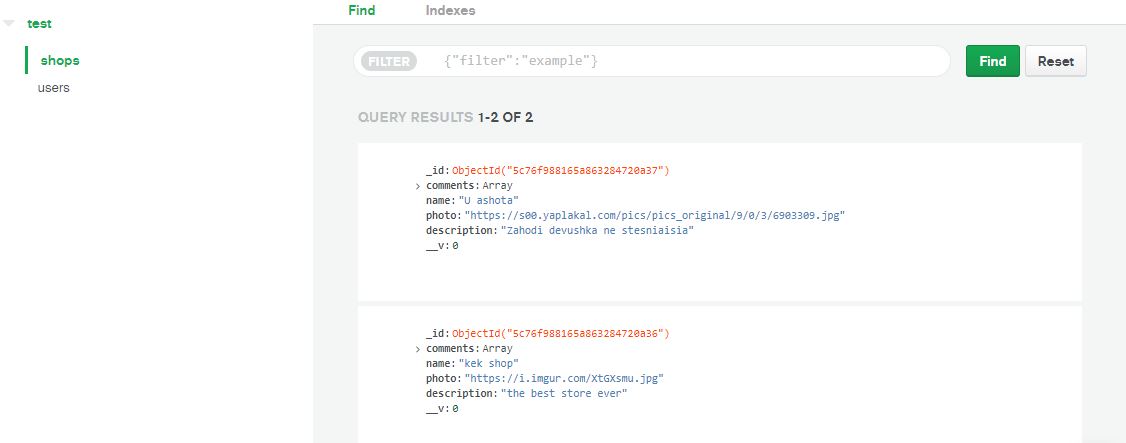 test
shops
users
Find Indexes
FILTER {"filter":"example"} Find Reset
QUERY RESULTS 1-2 OF 2
_id: ObjectId("5c76f988165a863284720a37")
> comments: Array
name: "U ashota"
photo: "https://s00.yaplakal.com/pics/pics_original/9/0/3/6903309.jpg"
description: "Zahodi devushka ne stesniaisia"
__v: 0
_id: ObjectId("5c76f988165a863284720a36")
> comments: Array
name: "kek shop"
photo: "https://i.imgur.com/XtGXsmu.jpg"
description: "the best store ever"
__v: 0